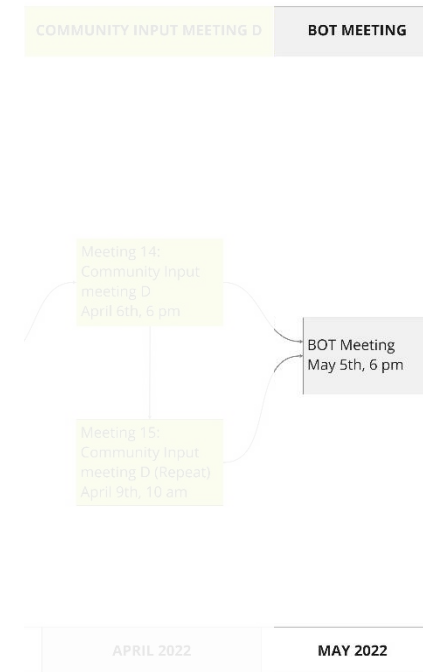 COMMUNITY INPUT MEETING D
BOT MEETING
Meeting 14:
Community Input
meeting D
April 6th, 6 pm
BOT Meeting
May 5th, 6 pm
Meeting 15:
Community Input
meeting D (Repeat)
April 9th, 10 am
APRIL 2022
MAY 2022